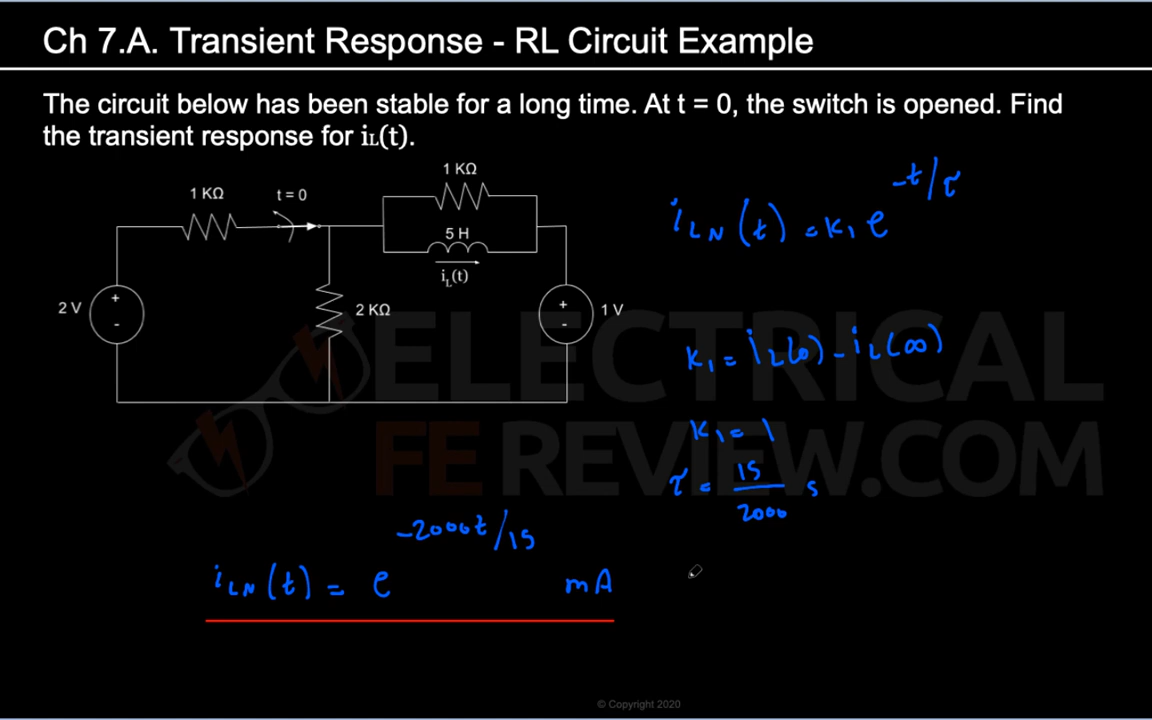 Ch 7.A. Transient Response - RL Circuit Example
The circuit below has been stable for a long time. At t = 0, the switch is opened. Find
the transient response for iL(t).
1 KΩ
1 KΩ
t = 0
5 H
iL(t)
2 V
+
-
2 KΩ
+
-
1 V
iLN(t) = K1 e^-t/τ
K1 = iL(0) - iL(∞)
K1 = 1
τ = 15/2000 s
iLN(t) = e^-2000t/15 mA
ELECTRICAL
FE REVIEW.COM
© Copyright 2020